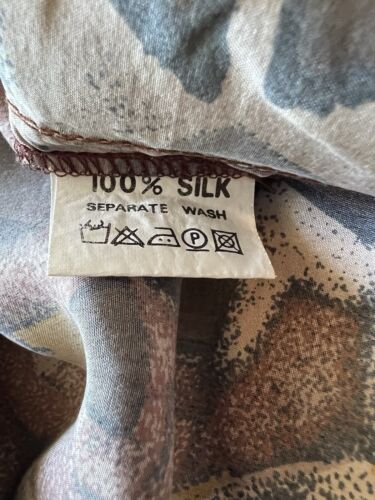 100% SILK
SEPARATE WASH
P